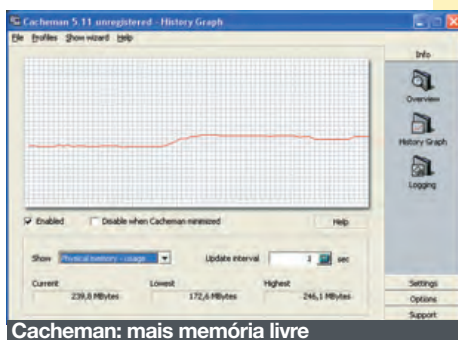 Cacheman 5.11 unregistered - History Graph
File Profiles Show wizard Help
Info
Overview
History Graph
Logging
Enabled Disable when Cacheman minimized Help
Show Physical memory - usage Update interval 1 sec
Current Lowest Highest
239,8 MBytes 172,6 MBytes 246,1 MBytes
Settings
Options
Support
Cacheman: mais memória livre